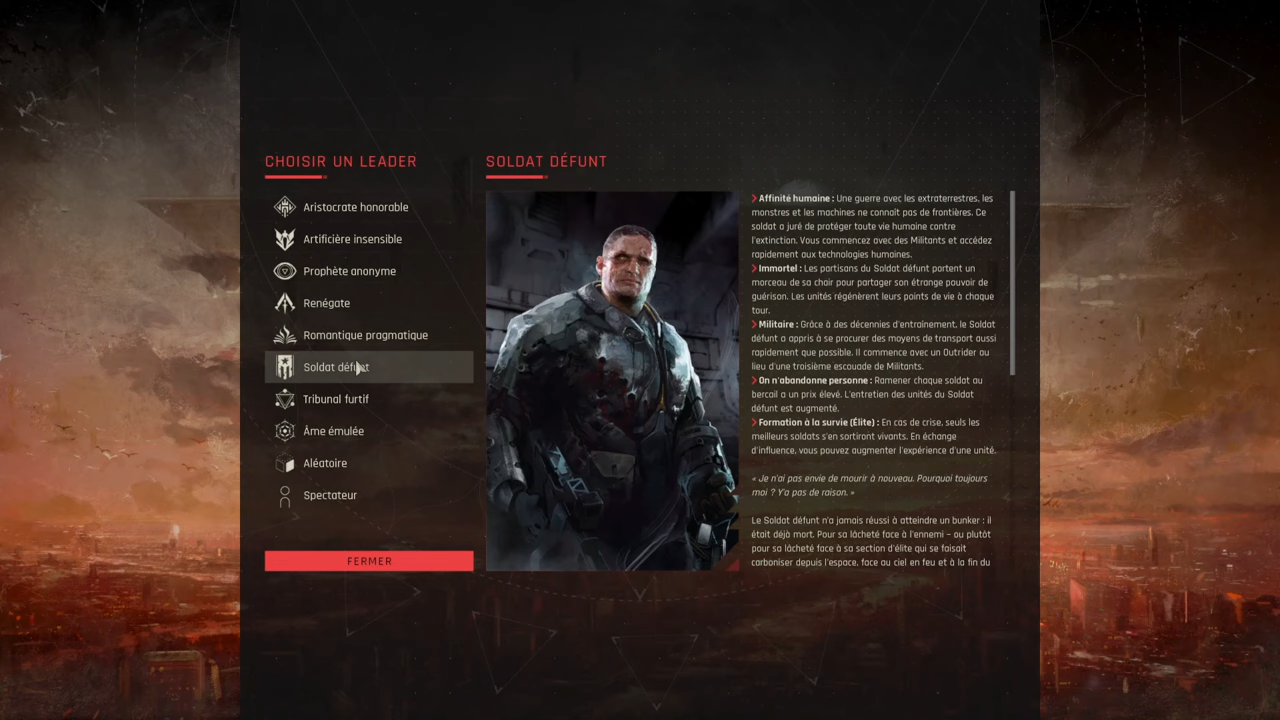 CHOISIR UN LEADER
Aristocrate honorable
Artificière insensible
Prophète anonyme
Renégate
Romantique pragmatique
Soldat défunt
Tribunal furtif
Âme émulée
Aléatoire
Spectateur
FERMER
SOLDAT DÉFUNT
Affinité humaine : Une guerre avec les extraterrestres, les
monstres et les machines ne connaît pas de frontières. Ce
soldat a juré de protéger toute vie humaine contre
l'extinction. Vous commencez avec des Militants et accédez
rapidement aux technologies humaines.
Immortel : Les partisans du Soldat défunt portent un
morceau de sa chair pour partager son étrange pouvoir de
guérison. Les unités régénèrent leurs points de vie à chaque
tour.
Militaire : Grâce à des décennies d'entraînement, le Soldat
défunt a appris à se procurer des moyens de transport aussi
rapidement que possible. Il commence avec un Outrider au
lieu d'une troisième escouade de Militants.
On n'abandonne personne : Ramener chaque soldat au
bercail a un prix élevé. L'entretien des unités du Soldat
défunt est augmenté.
Formation à la survie (Élite) : En cas de crise, seuls les
meilleurs soldats s'en sortiront vivants. En échange
d'influence, vous pouvez augmenter l'expérience d'une unité.
« Je n'ai pas envie de mourir à nouveau. Pourquoi toujours
moi ? Y'a pas de raison. »
Le Soldat défunt n'a jamais réussi à atteindre un bunker : il
était déjà mort. Pour sa lâcheté face à l'ennemi – ou plutôt
pour sa lâcheté face à sa section d'élite qui se faisait
carboniser depuis l'espace, face au ciel en feu et à la fin du